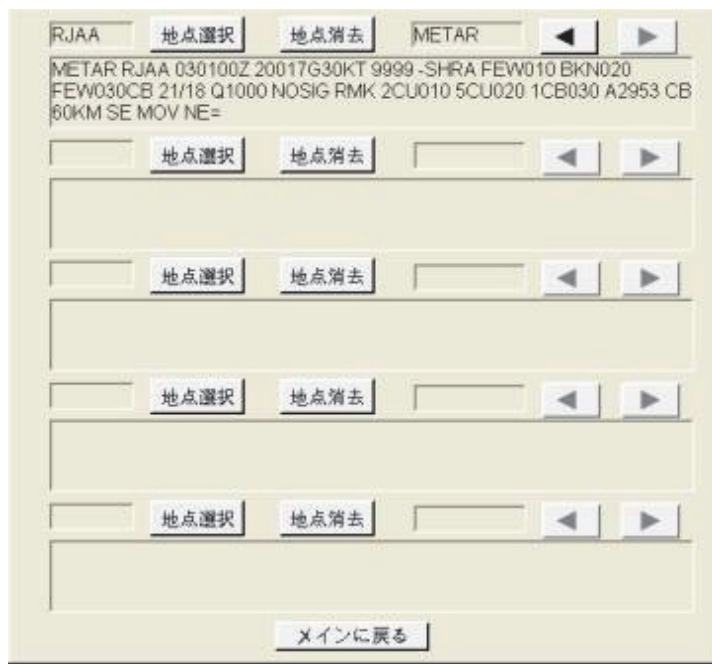 RJAA 地点選択 地点消去 METAR ◀ ▶
METAR RJAA 030100Z 20017G30KT 9999 -SHRA FEW010 BKN020
FEW030CB 21/18 Q1000 NOSIG RMK 2CU010 5CU020 1CB030 A2953 CB
60KM SE MOV NE=
地点選択 地点消去 ◀ ▶
地点選択 地点消去 ◀ ▶
地点選択 地点消去 ◀ ▶
地点選択 地点消去 ◀ ▶
メインに戻る